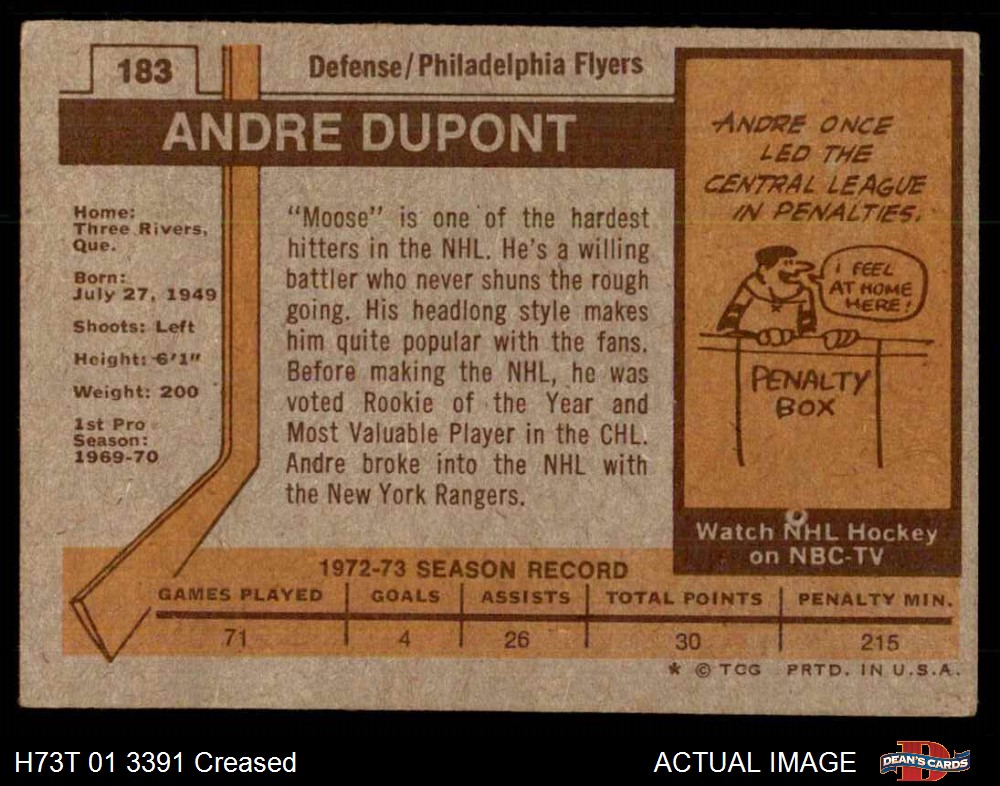 183
Defense/Philadelphia Flyers
ANDRE DUPONT
Home:
Three Rivers,
Que.
Born:
July 27, 1949
Shoots: Left
Height: 6'1"
Weight: 200
1st Pro
Season:
1969-70
"Moose" is one of the hardest
hitters in the NHL. He's a willing
battler who never shuns the rough
going. His headlong style makes
him quite popular with the fans.
Before making the NHL, he was
voted Rookie of the Year and
Most Valuable Player in the CHL.
Andre broke into the NHL with
the New York Rangers.
ANDRE ONCE
LED THE
CENTRAL LEAGUE
IN PENALTIES.
I FEEL
AT HOME
HERE!
PENALTY
BOX
Watch NHL Hockey
on NBC-TV
1972-73 SEASON RECORD
GAMES PLAYED GOALS ASSISTS TOTAL POINTS PENALTY MIN.
71 4 26 30 215
* © TCG PRTD. IN U.S.A.
H73T 01 3391 Creased
ACTUAL IMAGE
D
DEAN'S CARDS